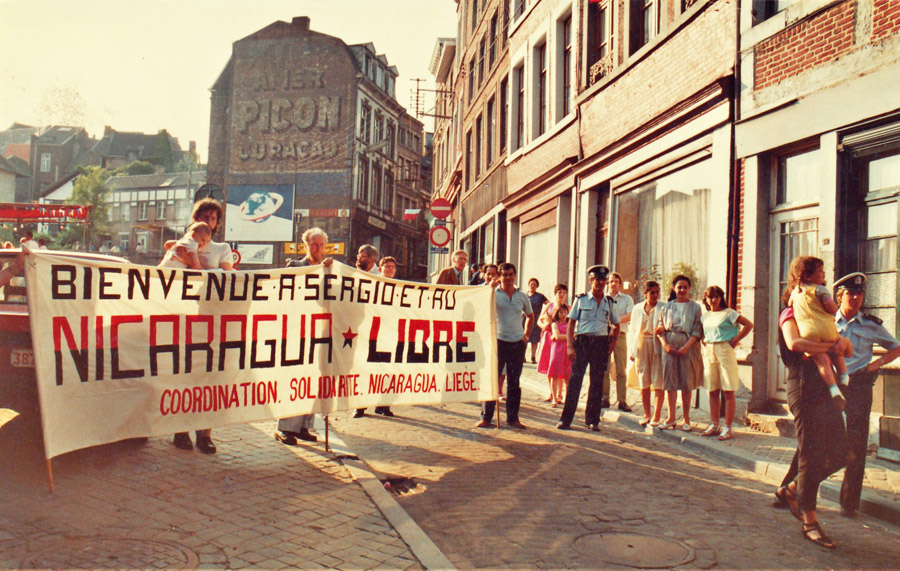 AMER
PICON
CURAÇAO
BIENVENUE·A·SERGIO·ET·AU
NICARAGUA ★ LIBRE
COORDINATION. SOLIDARITE. NICARAGUA. LIEGE.